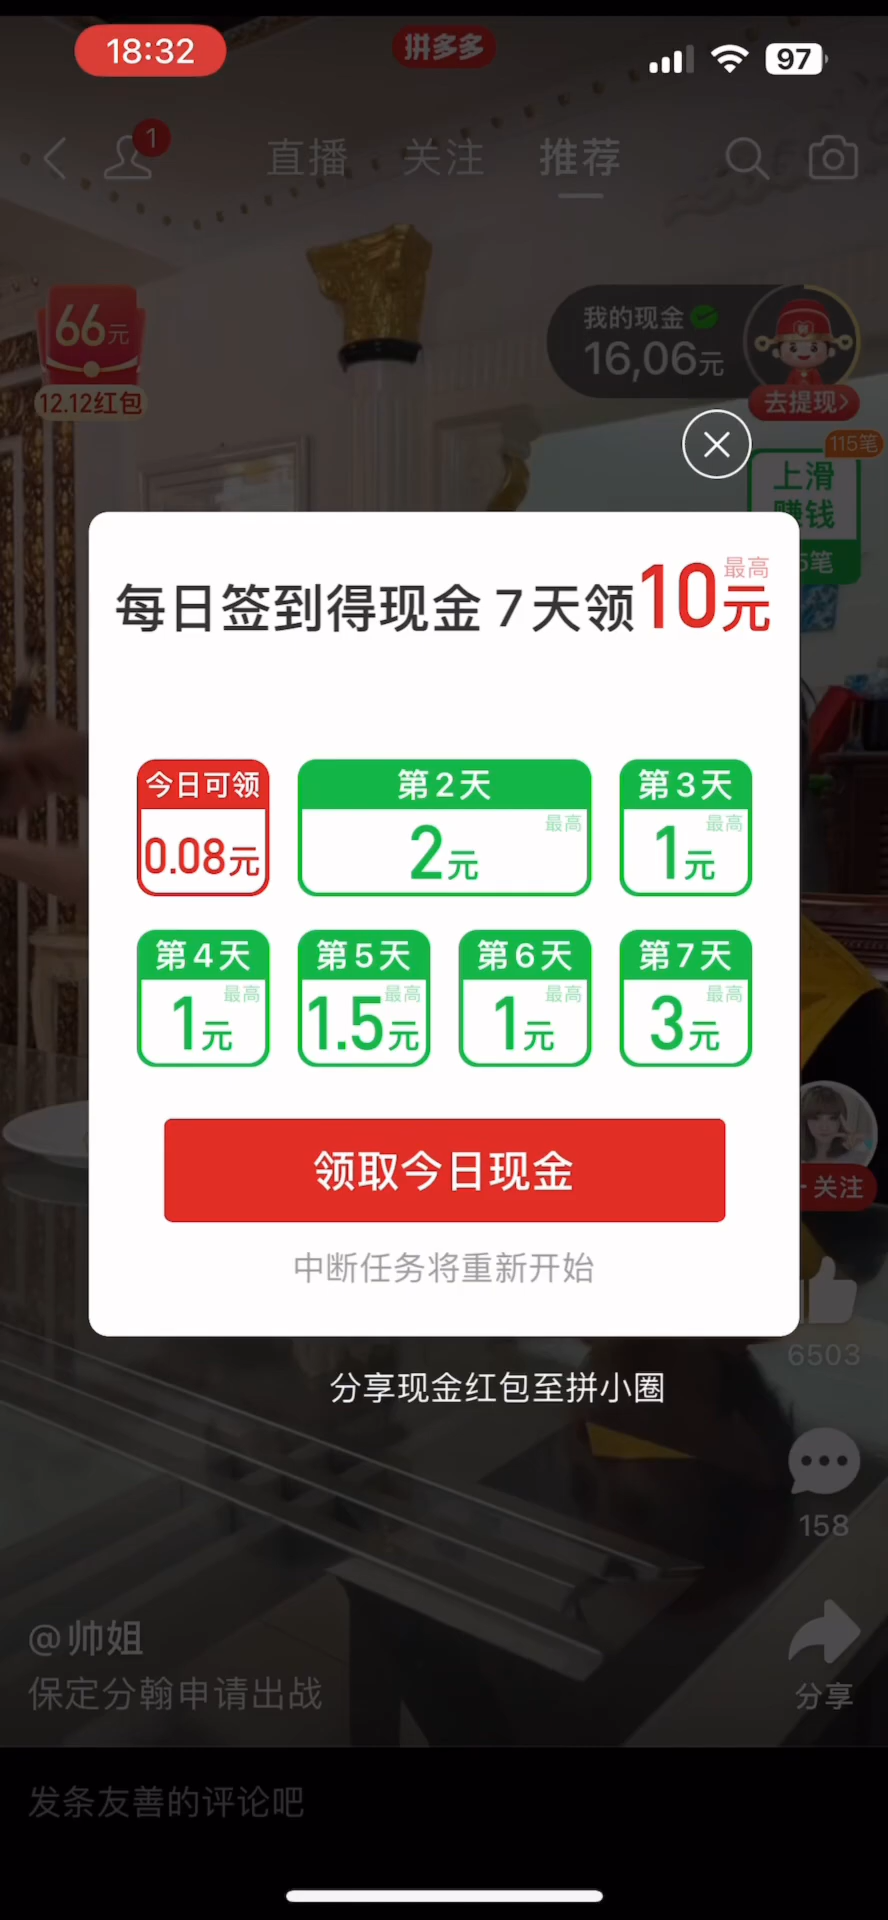 18:32
拼多多
97
1
直播
关注
推荐
66元
12.12红包
我的现金
16,06元
去提现>
115笔
上滑
赚钱
5笔
每日签到得现金7天领10元
最高
今日可领
0.08元
第2天
最高
2元
第3天
最高
1元
第4天
最高
1元
第5天
最高
1.5元
第6天
最高
1元
第7天
最高
3元
领取今日现金
中断任务将重新开始
分享现金红包至拼小圈
关注
6503
158
分享
@帅姐
保定分翰申请出战
发条友善的评论吧